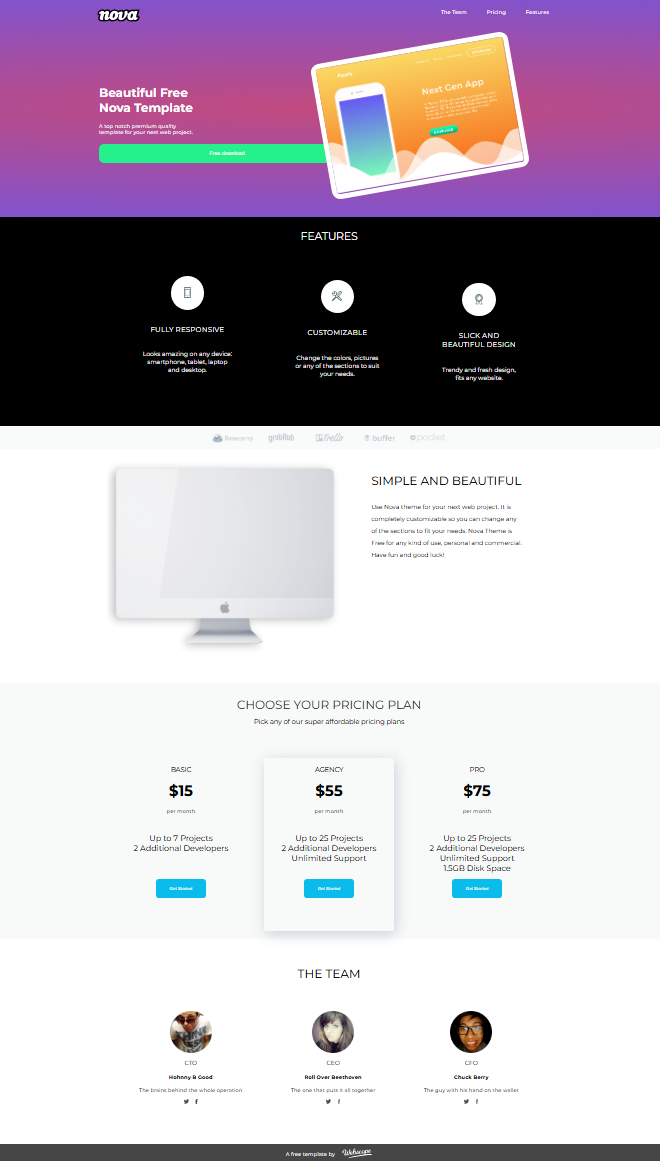 nova
The Team Pricing Features
Beautiful Free
Nova Template
A top notch premium quality
template for your next web project.
Free download
Next Gen App
FEATURES
FULLY RESPONSIVE
Looks amazing on any device:
smartphone, tablet, laptop
and desktop.
CUSTOMIZABLE
Change the colors, pictures
or any of the sections to suit
your needs.
SLICK AND
BEAUTIFUL DESIGN
Trendy and fresh design,
fits any website.
Basecamp grabHub Trello buffer pocket
SIMPLE AND BEAUTIFUL
Use Nova theme for your next web project. It is
completely customizable so you can change any
of the sections to fit your needs. Nova Theme is
Free for any kind of use, personal and commercial.
Have fun and good luck!
CHOOSE YOUR PRICING PLAN
Pick any of our super affordable pricing plans
BASIC
$15
per month
Up to 7 Projects
2 Additional Developers
Get Started
AGENCY
$55
per month
Up to 25 Projects
2 Additional Developers
Unlimited Support
Get Started
PRO
$75
per month
Up to 25 Projects
2 Additional Developers
Unlimited Support
1.5GB Disk Space
Get Started
THE TEAM
CTO
Hohnny B Good
The brains behind the whole operation
CEO
Roll Over Beethoven
The one that puts it all together
CFO
Chuck Berry
The guy with his hand on the wallet
A free template by Webscope